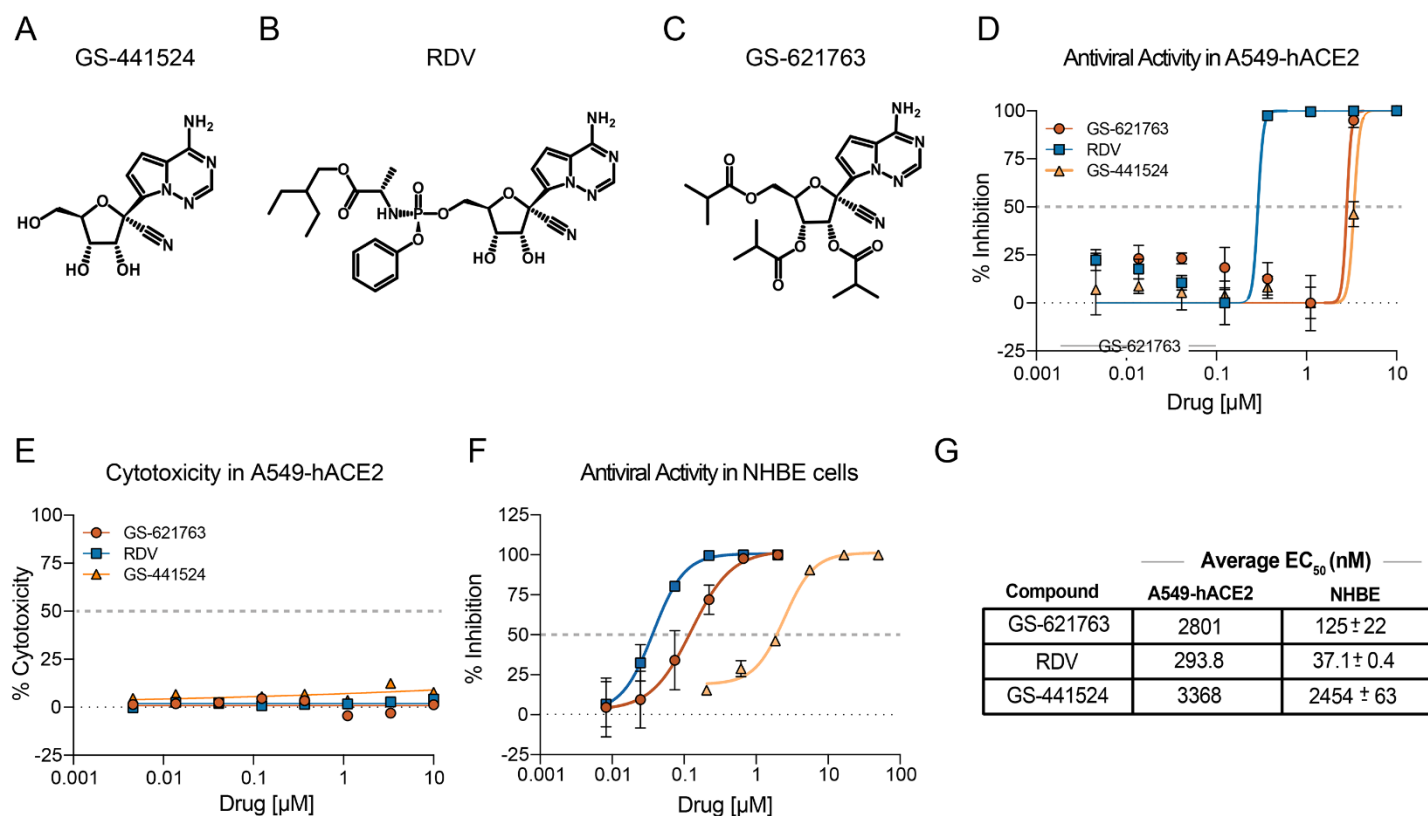 A
GS-441524
NH2
N
N
N
O
HO
N
HO
OH
B
RDV
NH2
N
N
N
O
O
O
HN
P
O
O
O
N
HO
OH
C
GS-621763
NH2
N
N
N
O
O
O
N
O
O
O
O
D
Antiviral Activity in A549-hACE2
GS-621763
RDV
GS-441524
% Inhibition
100
75
50
25
0
-25
GS-621763
0.001
0.01
0.1
1
10
Drug [µM]
E
Cytotoxicity in A549-hACE2
GS-621763
RDV
GS-441524
% Cytotoxicity
100
75
50
25
0
-25
0.001
0.01
0.1
1
10
Drug [µM]
F
Antiviral Activity in NHBE cells
% Inhibition
125
100
75
50
25
0
-25
0.001
0.01
0.1
1
10
100
Drug [µM]
G
Average EC50 (nM)
Compound A549-hACE2 NHBE
GS-621763 2801 125 ± 22
RDV 293.8 37.1 ± 0.4
GS-441524 3368 2454 ± 63